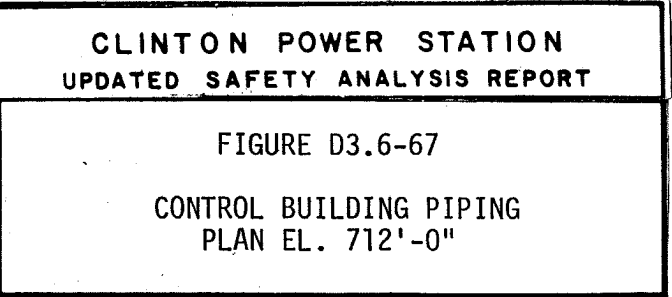 CLINTON POWER STATION
UPDATED SAFETY ANALYSIS REPORT
FIGURE D3.6-67
CONTROL BUILDING PIPING
PLAN EL. 712'-0"